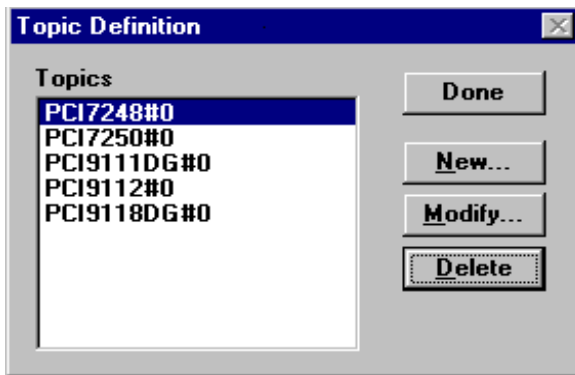 Topic Definition
Topics
PCI7248#0
PCI7250#0
PCI9111DG#0
PCI9112#0
PCI9118DG#0
Done
New...
Modify...
Delete